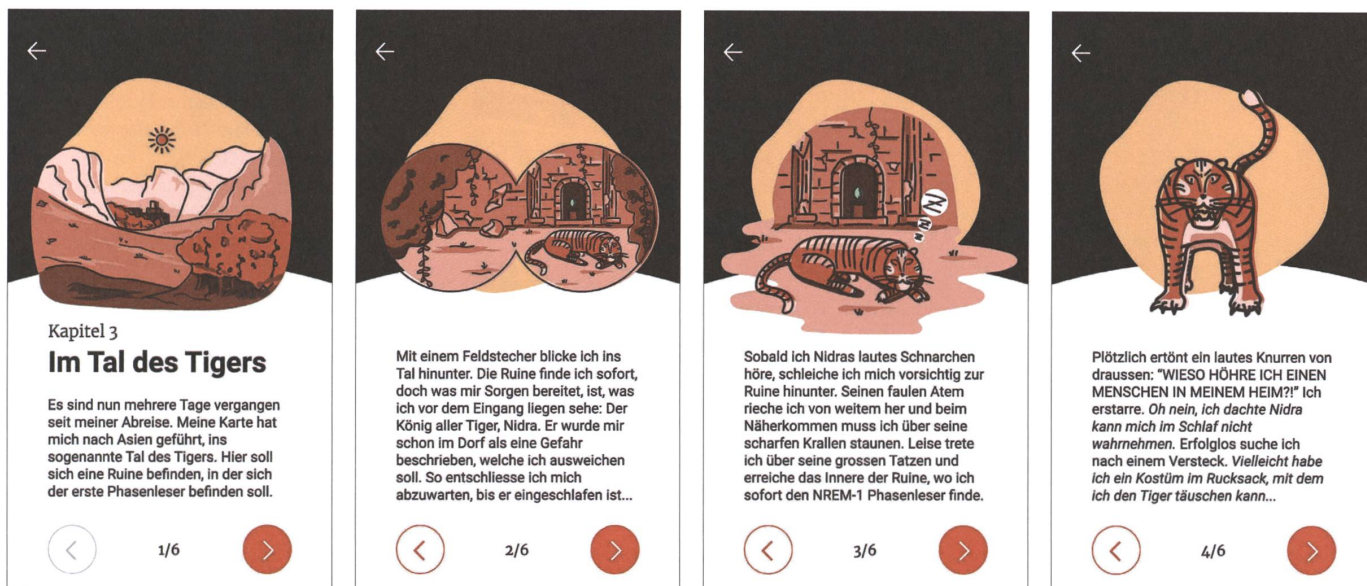 Kapitel 3
Im Tal des Tigers
Es sind nun mehrere Tage vergangen
seit meiner Abreise. Meine Karte hat
mich nach Asien geführt, ins
sogenannte Tal des Tigers. Hier soll
sich eine Ruine befinden, in der sich
der erste Phasenleser befinden soll.
1/6
Mit einem Feldstecher blicke ich ins
Tal hinunter. Die Ruine finde ich sofort,
doch was mir Sorgen bereitet, ist, was
ich vor dem Eingang liegen sehe: Der
König aller Tiger, Nidra. Er wurde mir
schon im Dorf als eine Gefahr
beschrieben, welche ich ausweichen
soll. So entschliesse ich mich
abzuwarten, bis er eingeschlafen ist...
2/6
Z
Z
Z
Sobald ich Nidras lautes Schnarchen
höre, schleiche ich mich vorsichtig zur
Ruine hinunter. Seinen faulen Atem
rieche ich von weitem her und beim
Näherkommen muss ich über seine
scharfen Krallen staunen. Leise trete
ich über seine grossen Tatzen und
erreiche das Innere der Ruine, wo ich
sofort den NREM-1 Phasenleser finde.
3/6
Plötzlich ertönt ein lautes Knurren von
draussen: “WIESO HÖHRE ICH EINEN
MENSCHEN IN MEINEM HEIM?!” Ich
erstarre. Oh nein, ich dachte Nidra
kann mich im Schlaf nicht
wahrnehmen. Erfolglos suche ich
nach einem Versteck. Vielleicht habe
ich ein Kostüm im Rucksack, mit dem
ich den Tiger täuschen kann...
4/6